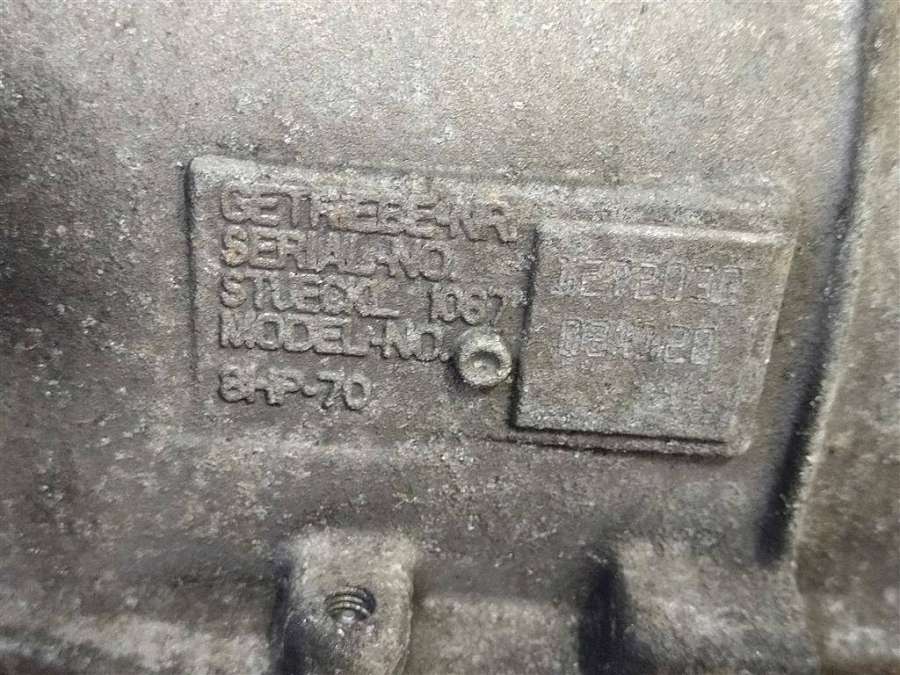 GETRIEBE-NR.
SERIAL-NO.
STUECKL 1087
MODEL-NO.
8HP-70